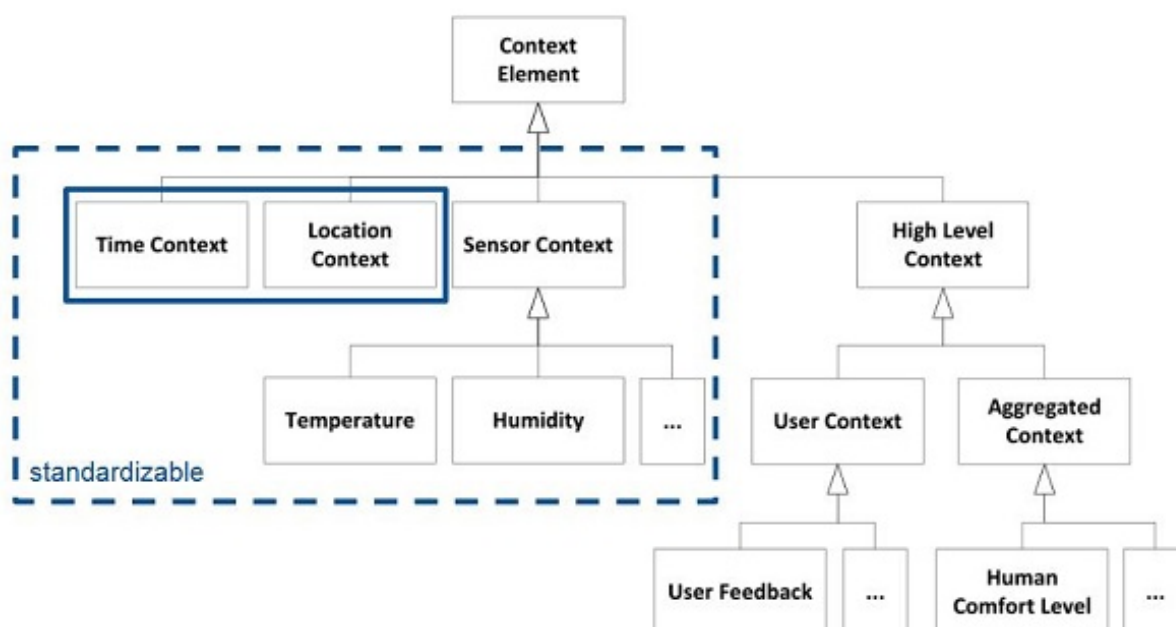 Context
Element
Time Context
Location
Context
Sensor Context
High Level
Context
Temperature
Humidity
...
User Context
Aggregated
Context
standardizable
User Feedback
...
Human
Comfort Level
...